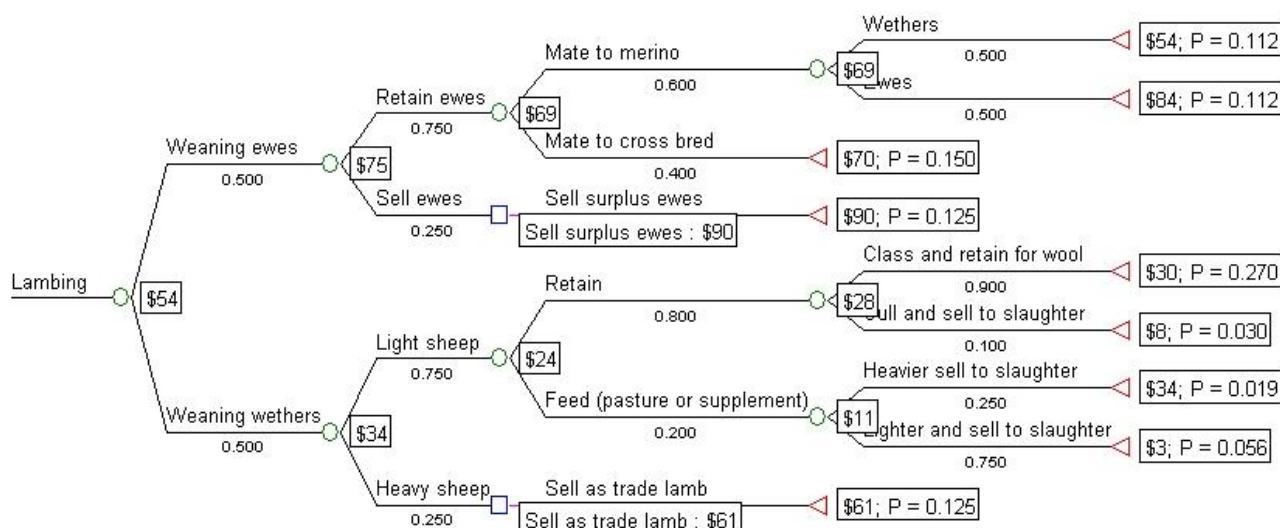 Lambing
$54
Weaning ewes
0.500
$75
Retain ewes
0.750
$69
Mate to merino
0.600
$69
Wethers
0.500
$54; P = 0.112
Ewes
0.500
$84; P = 0.112
Mate to cross bred
0.400
$70; P = 0.150
Sell ewes
0.250
Sell surplus ewes
Sell surplus ewes : $90
$90; P = 0.125
Weaning wethers
0.500
$34
Light sheep
0.750
$24
Retain
0.800
$28
Class and retain for wool
0.900
$30; P = 0.270
Cull and sell to slaughter
0.100
$8; P = 0.030
Feed (pasture or supplement)
0.200
$11
Heavier sell to slaughter
0.250
$34; P = 0.019
Lighter and sell to slaughter
0.750
$3; P = 0.056
Heavy sheep
0.250
Sell as trade lamb
Sell as trade lamb : $61
$61; P = 0.125